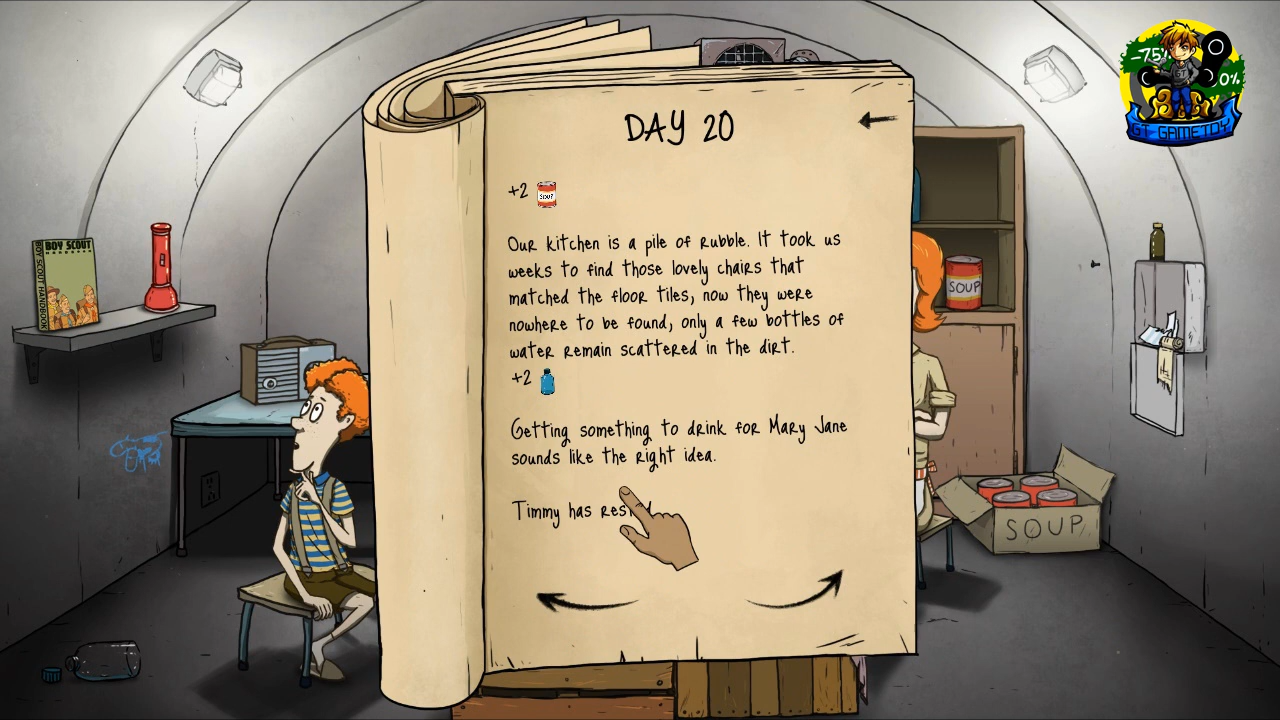 DAY 20
+2 SOUP
Our kitchen is a pile of rubble. It took us
weeks to find those lovely chairs that
matched the floor tiles, now they were
nowhere to be found, only a few bottles of
water remain scattered in the dirt.
+2
Getting something to drink for Mary Jane
sounds like the right idea.
Timmy has
BOY SCOUT
BOY SCOUT HANDBOOK
SOUP
SOUP
-75%
0%
GT
GT GAMETOY